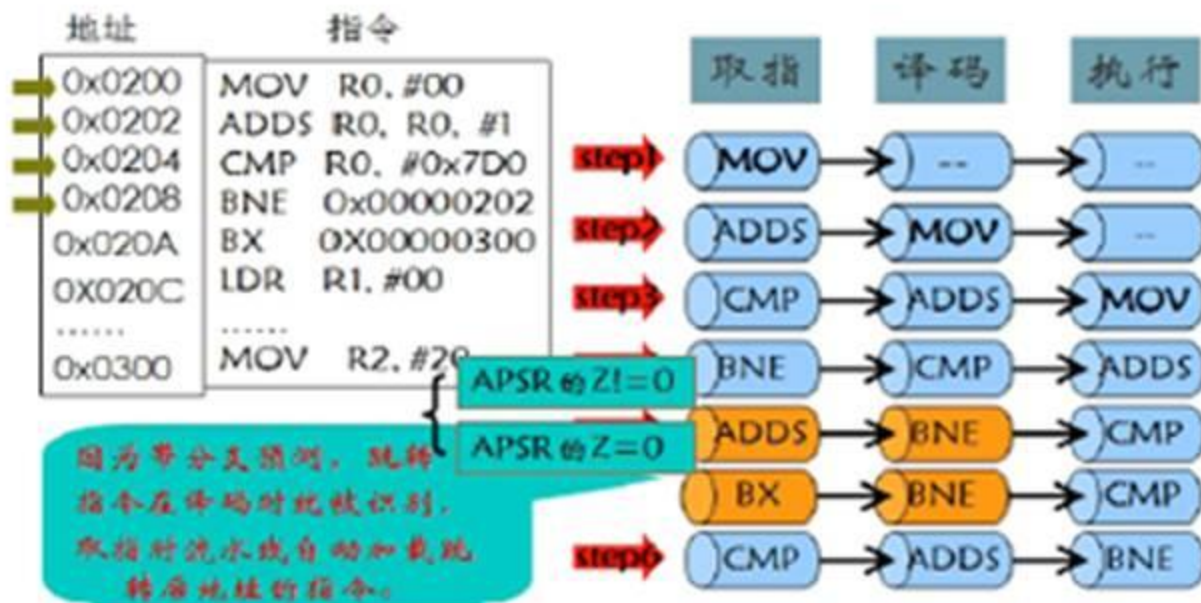 地址 指令
0x0200 MOV R0, #00
0x0202 ADDS R0, R0, #1
0x0204 CMP R0, #0x7D0
0x0208 BNE 0x00000202
0x020A BX 0X00000300
0X020C LDR R1, #00
...... ......
0x0300 MOV R2, #20
取指 译码 执行
step1 MOV -- --
step2 ADDS MOV --
step3 CMP ADDS MOV
BNE CMP ADDS
ADDS BNE CMP
BX BNE CMP
step6 CMP ADDS BNE
APSR的Z!=0
APSR的Z=0
因为带分支预测，跳转
指令在译码时就被识别，
取指时流水线自动加载跳
转后地址的指令。